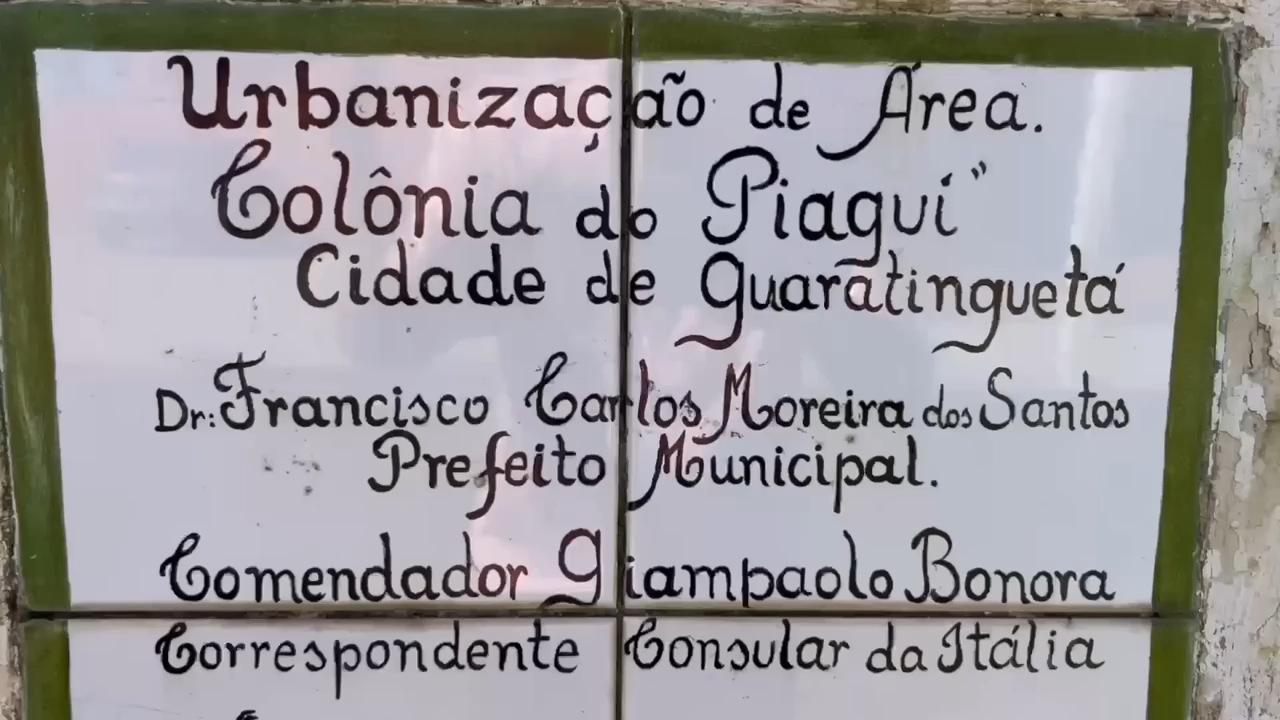 Urbanização de Área.
Colônia do Piaguí"
Cidade de Guaratinguetá
Dr: Francisco Carlos Moreira dos Santos
Prefeito Municipal.
Comendador Giampaolo Bonora
Correspondente Consular da Itália